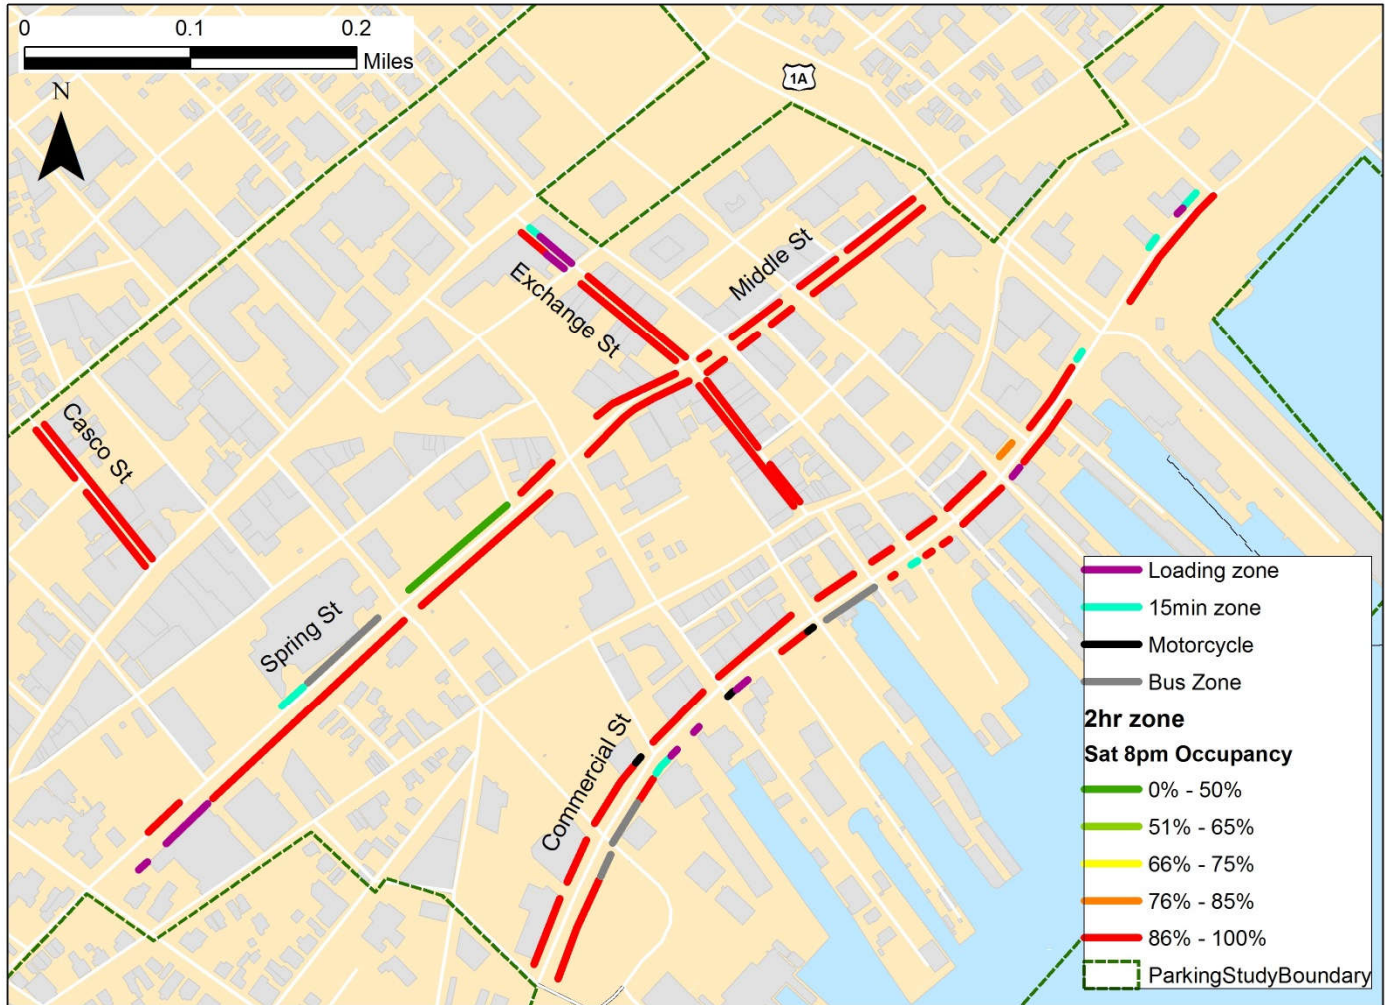 0 0.1 0.2
Miles
N
1A
Exchange St
Middle St
Casco St
Spring St
Commercial St
Loading zone
15min zone
Motorcycle
Bus Zone
2hr zone
Sat 8pm Occupancy
0% - 50%
51% - 65%
66% - 75%
76% - 85%
86% - 100%
ParkingStudyBoundary